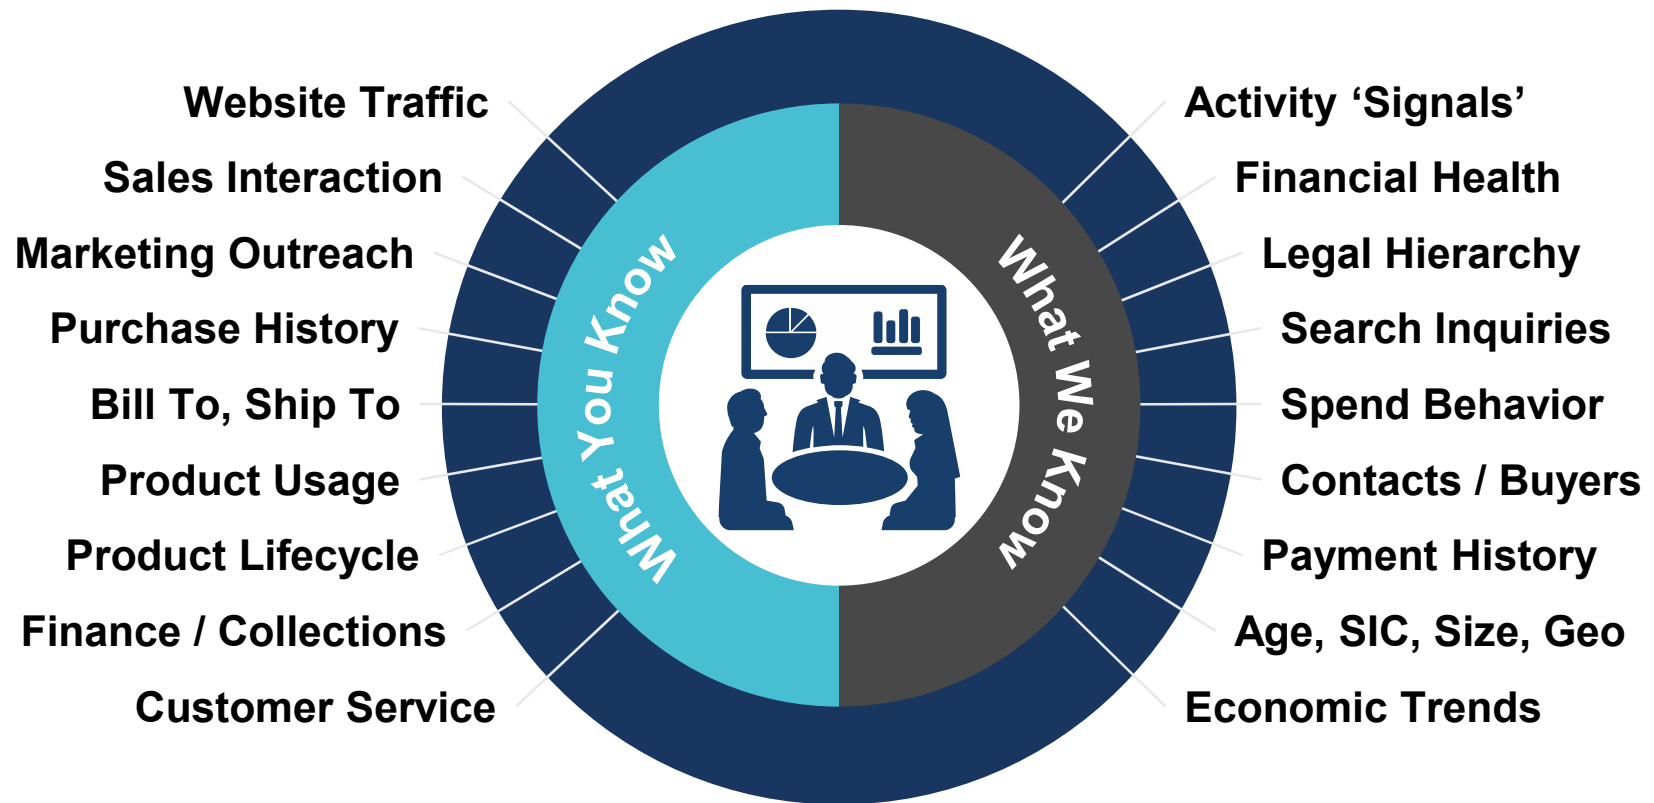 Website Traffic
Sales Interaction
Marketing Outreach
Purchase History
Bill To, Ship To
Product Usage
Product Lifecycle
Finance / Collections
Customer Service
What You Know
What We Know
Activity ‘Signals’
Financial Health
Legal Hierarchy
Search Inquiries
Spend Behavior
Contacts / Buyers
Payment History
Age, SIC, Size, Geo
Economic Trends